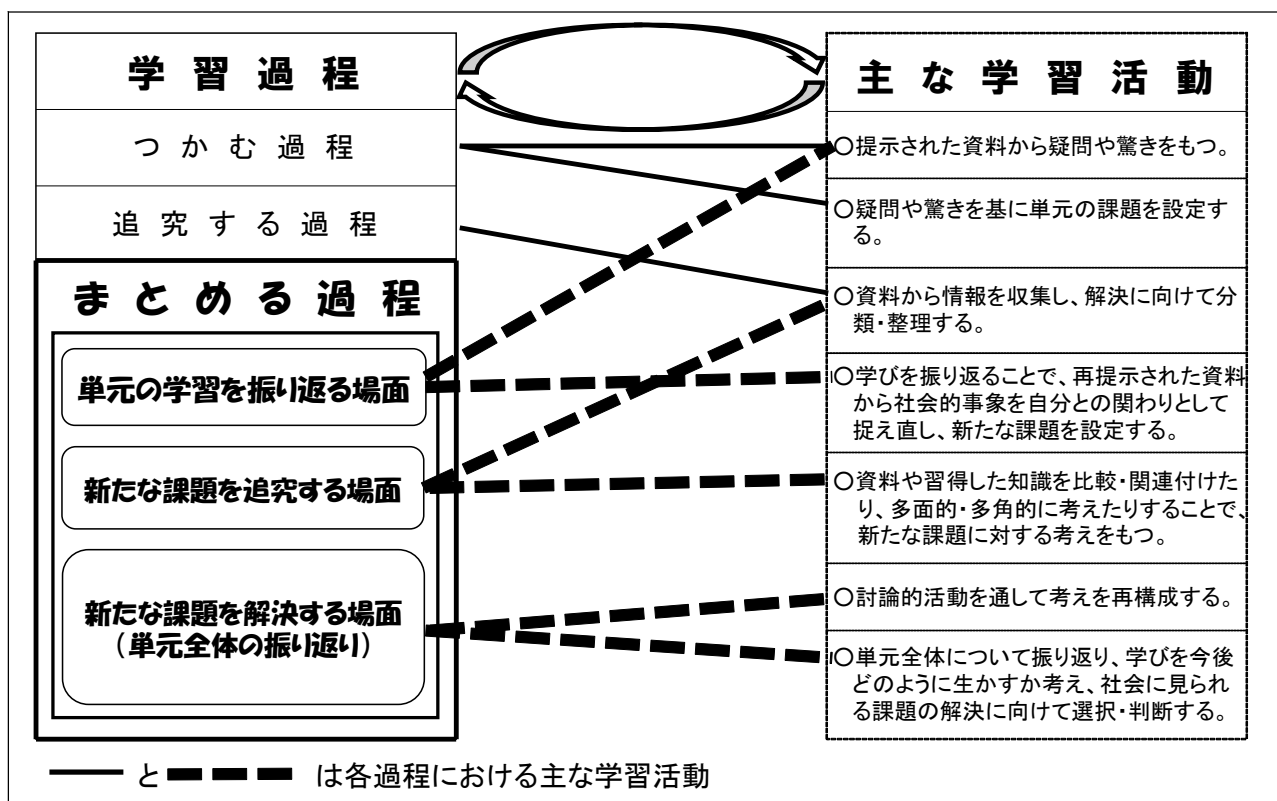 学習過程
つかむ過程
追究する過程
まとめる過程
単元の学習を振り返る場面
新たな課題を追究する場面
新たな課題を解決する場面
(単元全体の振り返り)
主な学習活動
○提示された資料から疑問や驚きをもつ。
○疑問や驚きを基に単元の課題を設定す
る。
○資料から情報を収集し、解決に向けて分
類・整理する。
○学びを振り返ることで、再提示された資料
から社会的事象を自分との関わりとして
捉え直し、新たな課題を設定する。
○資料や習得した知識を比較・関連付けた
り、多面的・多角的に考えたりすることで、
新たな課題に対する考えをもつ。
○討論的活動を通して考えを再構成する。
○単元全体について振り返り、学びを今後
どのように生かすか考え、社会に見られ
る課題の解決に向けて選択・判断する。
と は各過程における主な学習活動